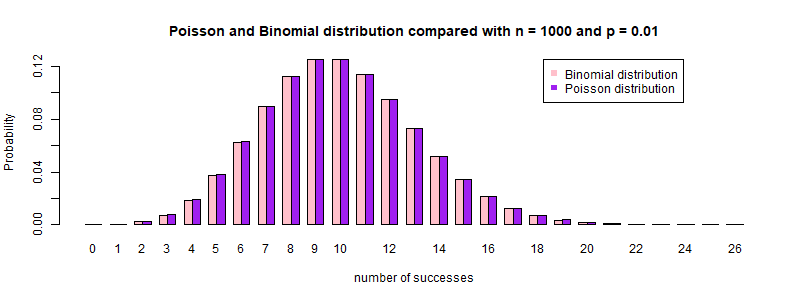 Poisson and Binomial distribution compared with n = 1000 and p = 0.01
Binomial distribution
Poisson distribution
Probability
0.12
0.08
0.04
0.00
0 1 2 3 4 5 6 7 8 9 10 12 14 16 18 20 22 24 26
number of successes